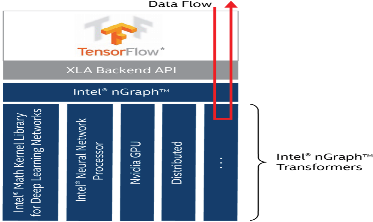 Data Flow
TensorFlow*
XLA Backend API
Intel® nGraph™
Intel® Math Kernel Library
for Deep Learning Networks
Intel® Neural Network
Processor
Nvidia GPU
Distributed
...
Intel® nGraph™
Transformers